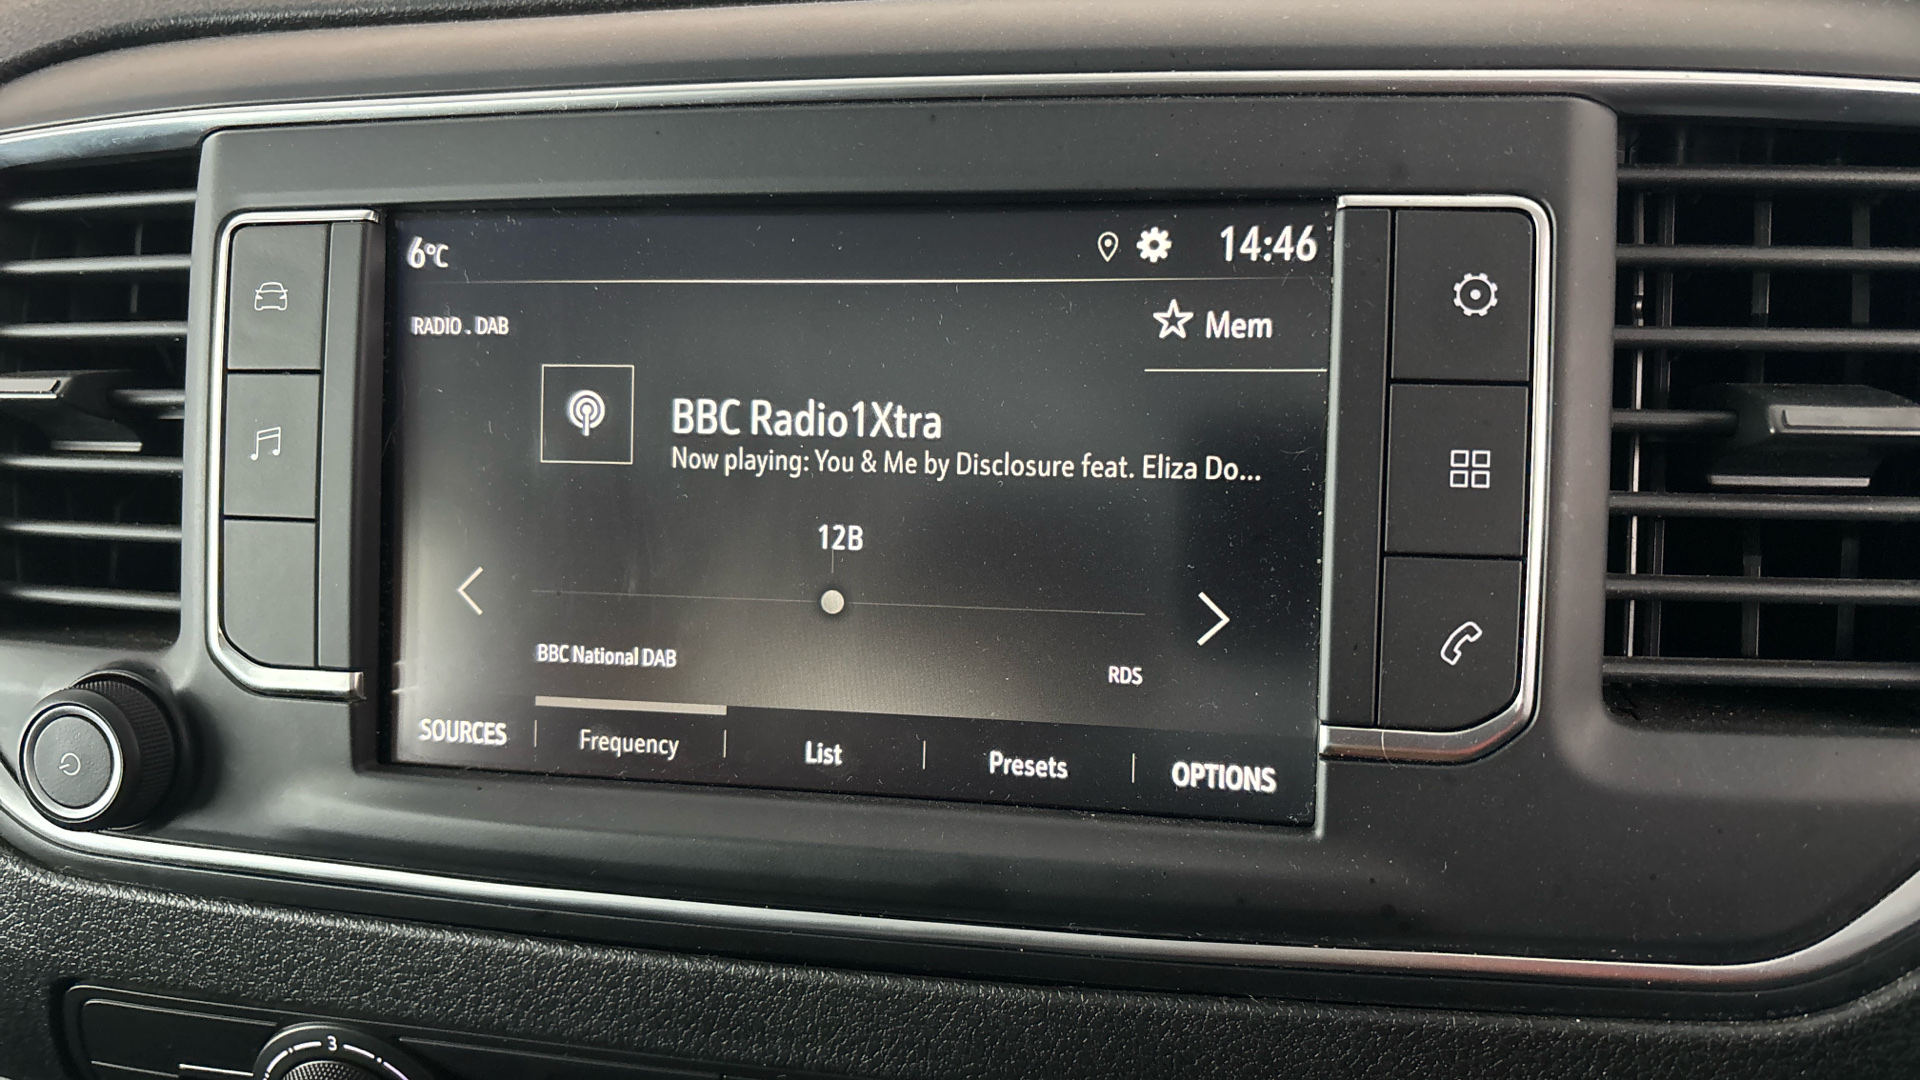 6°C
14:46
RADIO . DAB
Mem
BBC Radio1Xtra
Now playing: You & Me by Disclosure feat. Eliza Do...
12B
BBC National DAB
RDS
SOURCES
Frequency
List
Presets
OPTIONS
3